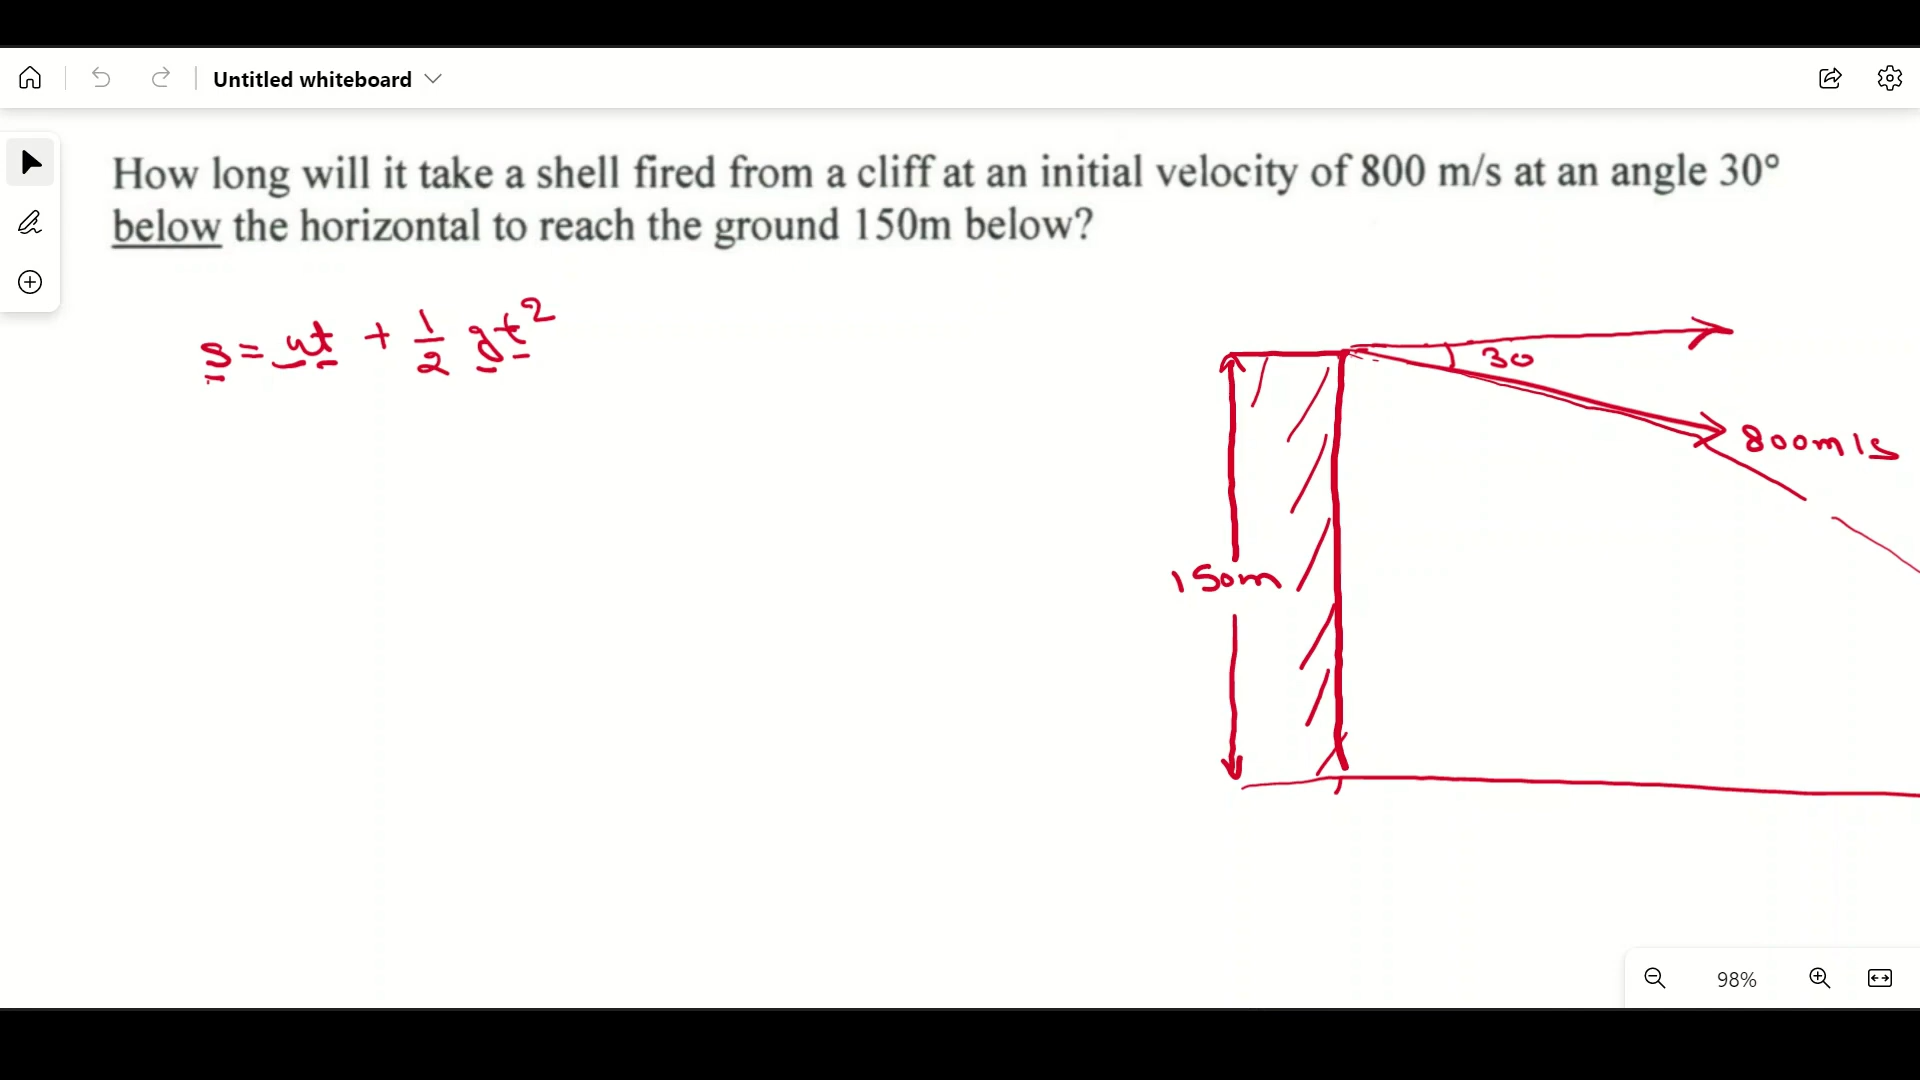 Untitled whiteboard
How long will it take a shell fired from a cliff at an initial velocity of 800 m/s at an angle 30°
below the horizontal to reach the ground 150m below?
s = ut + 1/2 gt²
30
800m/s
150m
98%